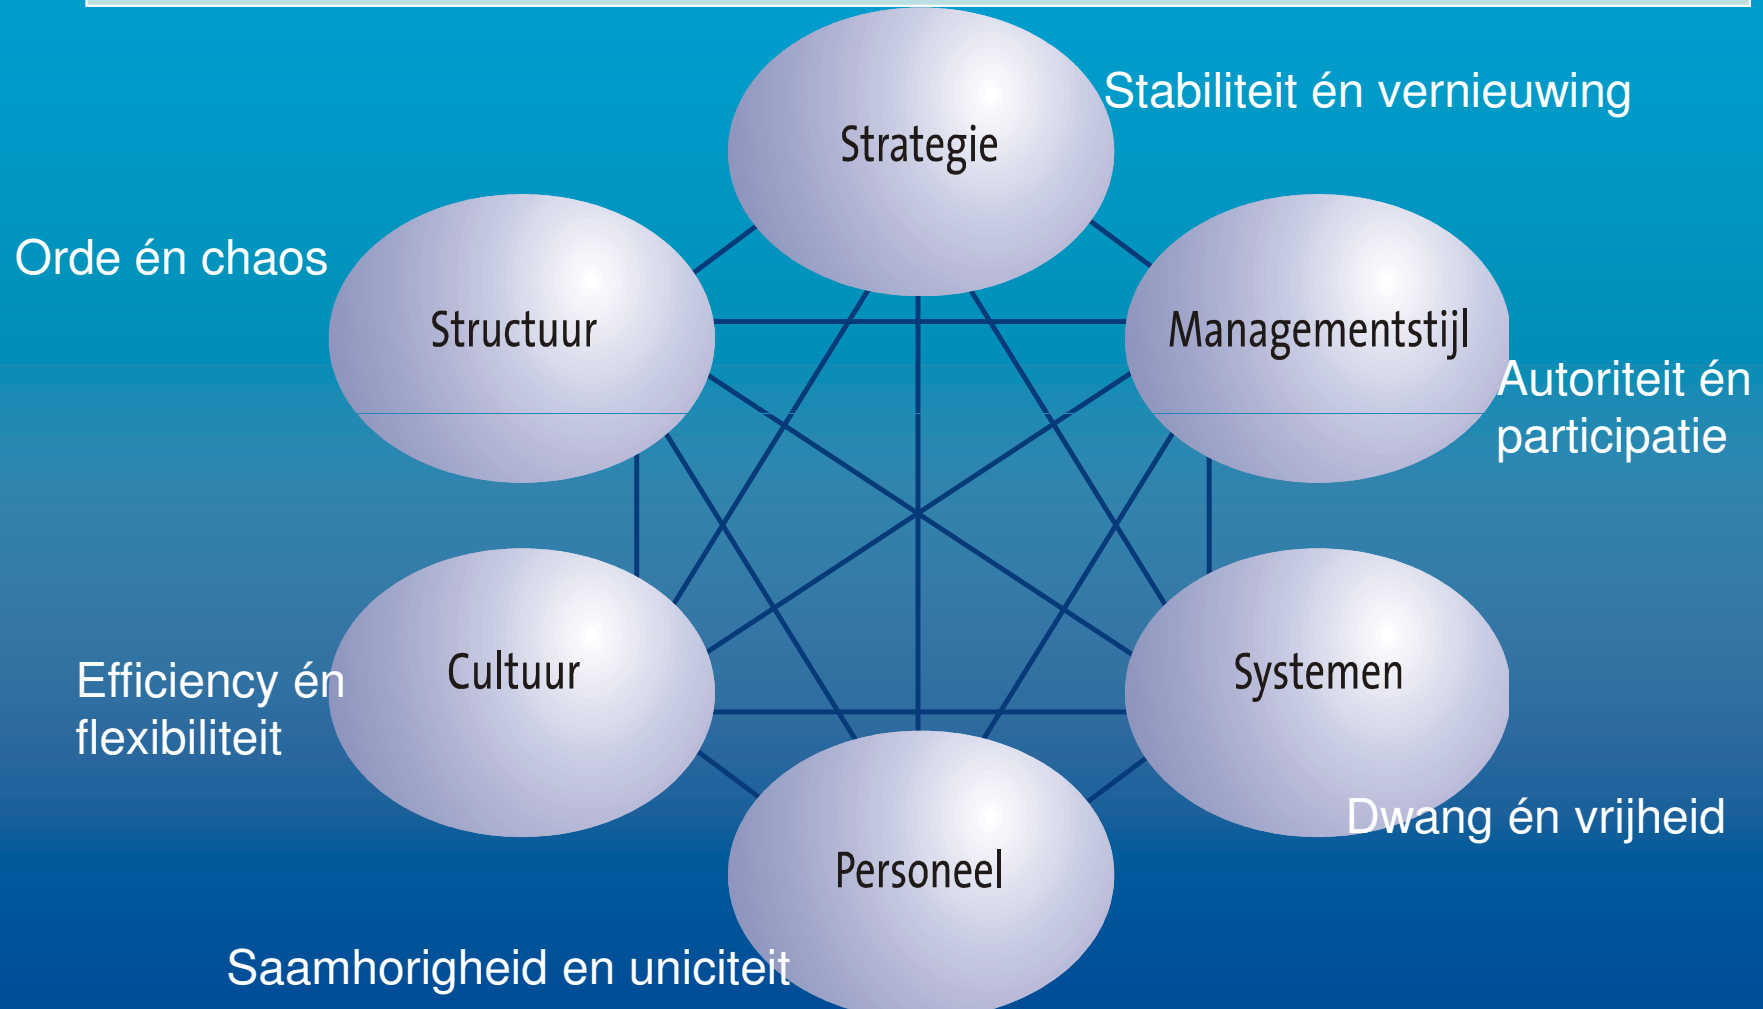 Stabiliteit én vernieuwing
Strategie
Orde én chaos
Structuur
Managementstijl
Autoriteit én
participatie
Cultuur
Systemen
Efficiency én
flexibiliteit
Dwang én vrijheid
Personeel
Saamhorigheid en uniciteit